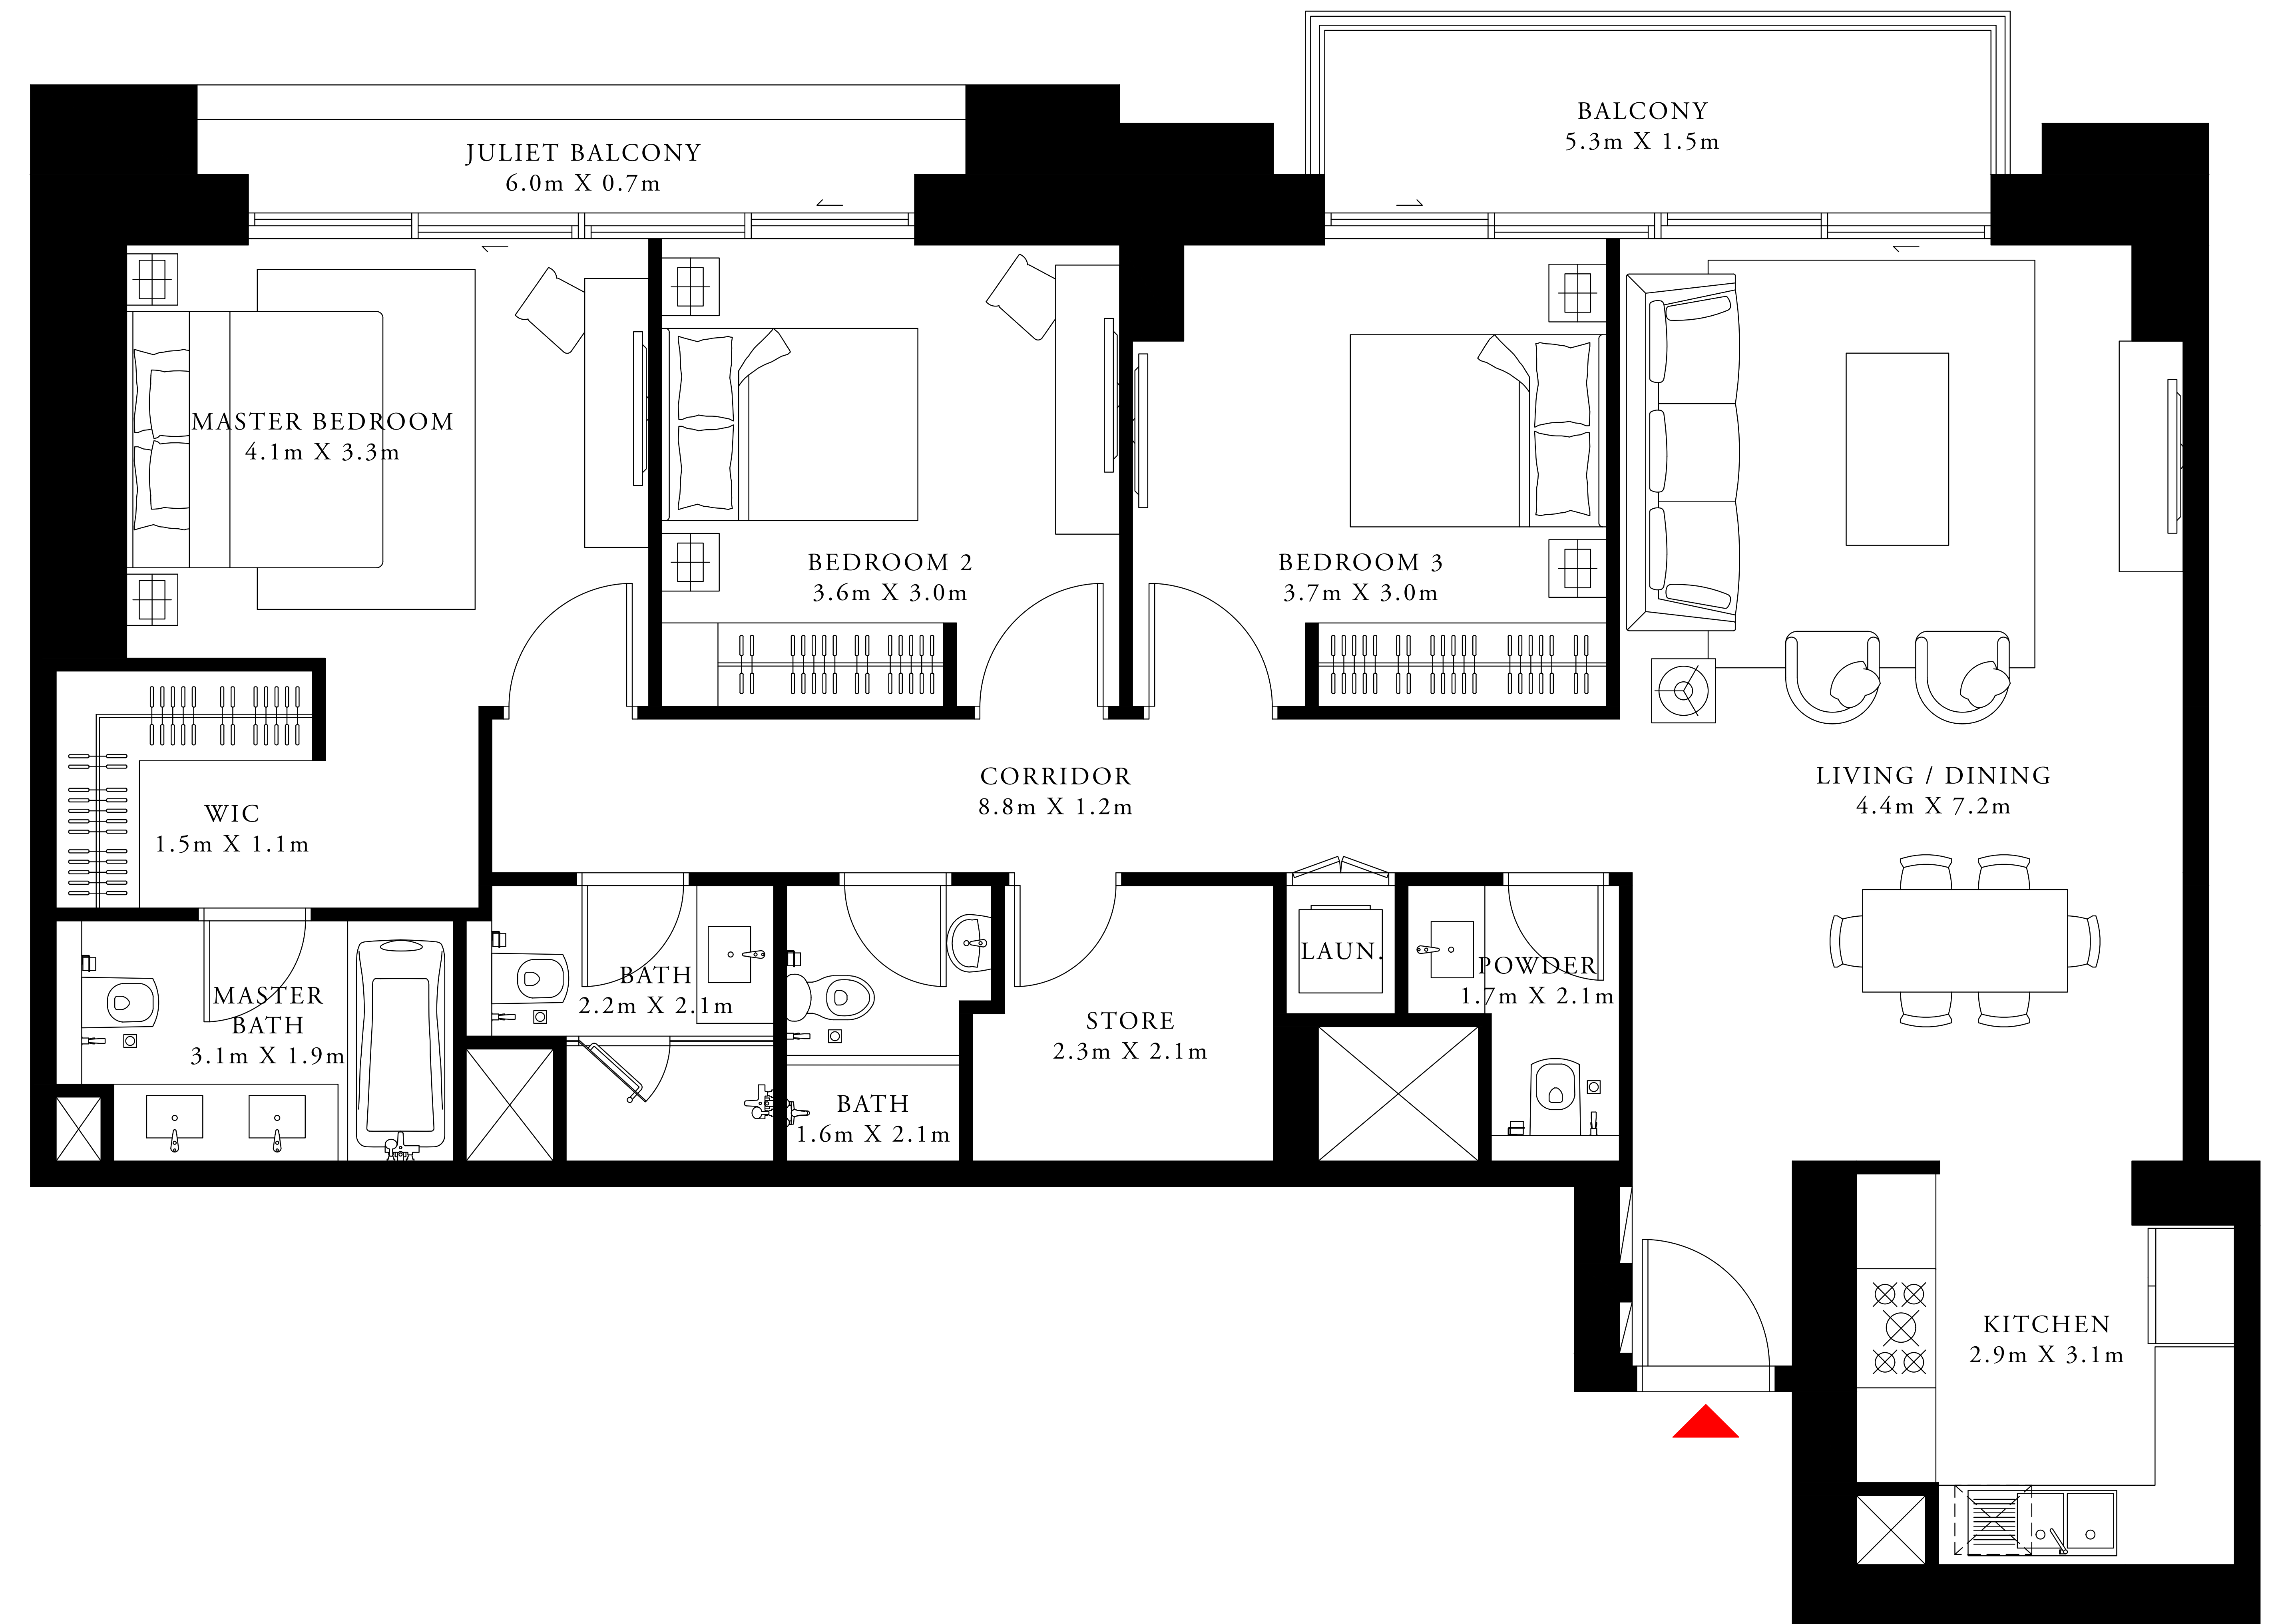 BALCONY
5.3m X 1.5m
JULIET BALCONY
6.0m X 0.7m
MASTER BEDROOM
4.1m X 3.3m
BEDROOM 2
3.6m X 3.0m
BEDROOM 3
3.7m X 3.0m
CORRIDOR
8.8m X 1.2m
LIVING / DINING
4.4m X 7.2m
WIC
1.5m X 1.1m
MASTER
BATH
3.1m X 1.9m
BATH
2.2m X 2.1m
BATH
1.6m X 2.1m
STORE
2.3m X 2.1m
LAUN.
POWDER
1.7m X 2.1m
KITCHEN
2.9m X 3.1m